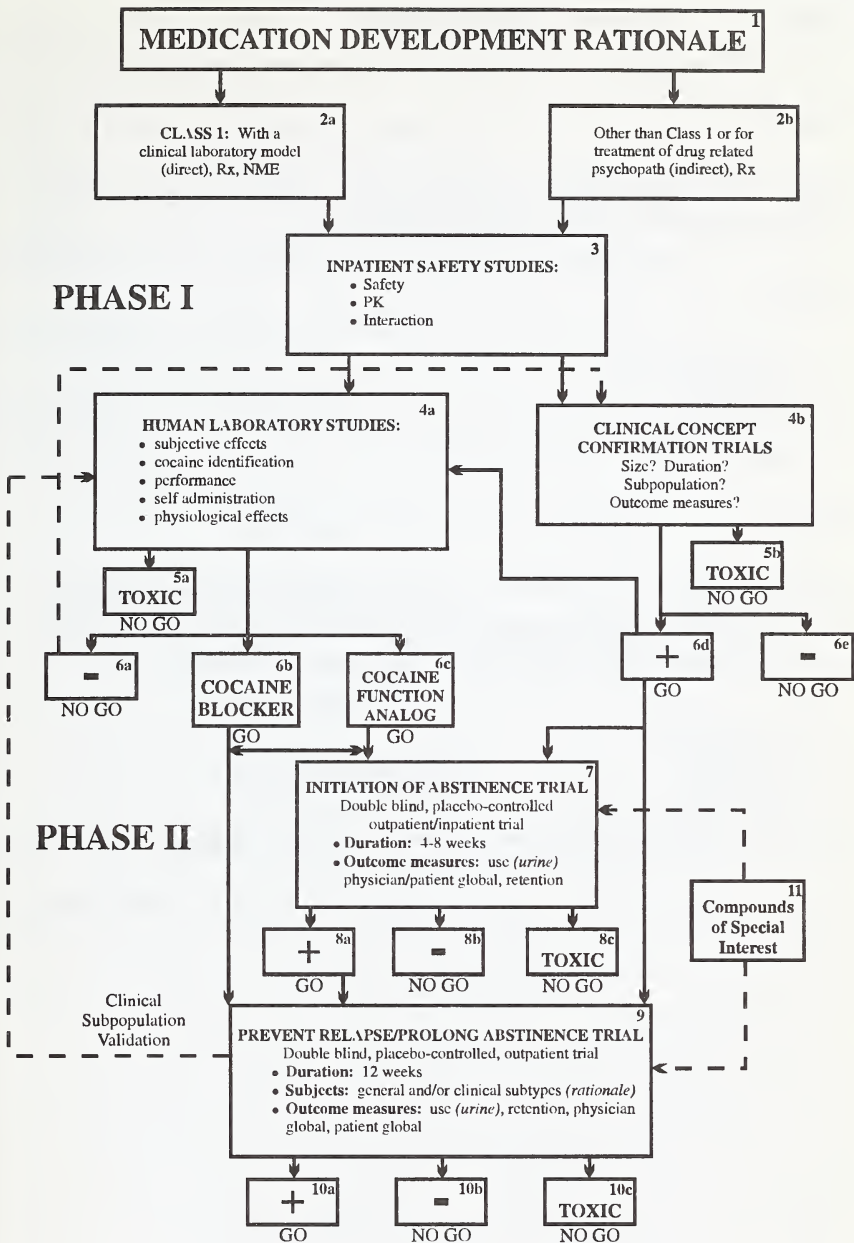 1
MEDICATION DEVELOPMENT RATIONALE
2a
CLASS 1: With a
clinical laboratory model
(direct), Rx, NME
2b
Other than Class 1 or for
treatment of drug related
psychopath (indirect), Rx
3
INPATIENT SAFETY STUDIES:
• Safety
• PK
• Interaction
PHASE I
4a
HUMAN LABORATORY STUDIES:
• subjective effects
• cocaine identification
• performance
• self administration
• physiological effects
4b
CLINICAL CONCEPT
CONFIRMATION TRIALS
Size? Duration?
Subpopulation?
Outcome measures?
5a
TOXIC
NO GO
5b
TOXIC
NO GO
6a
-
NO GO
6b
COCAINE
BLOCKER
GO
6c
COCAINE
FUNCTION
ANALOG
GO
6d
+
GO
6e
-
NO GO
7
INITIATION OF ABSTINENCE TRIAL
Double blind, placebo-controlled
outpatient/inpatient trial
• Duration: 4-8 weeks
• Outcome measures: use (urine)
physician/patient global, retention
PHASE II
11
Compounds
of Special
Interest
8a
+
GO
8b
-
NO GO
8c
TOXIC
NO GO
Clinical
Subpopulation
Validation
9
PREVENT RELAPSE/PROLONG ABSTINENCE TRIAL
Double blind, placebo-controlled, outpatient trial
• Duration: 12 weeks
• Subjects: general and/or clinical subtypes (rationale)
• Outcome measures: use (urine), retention, physician
global, patient global
10a
+
GO
10b
-
NO GO
10c
TOXIC
NO GO